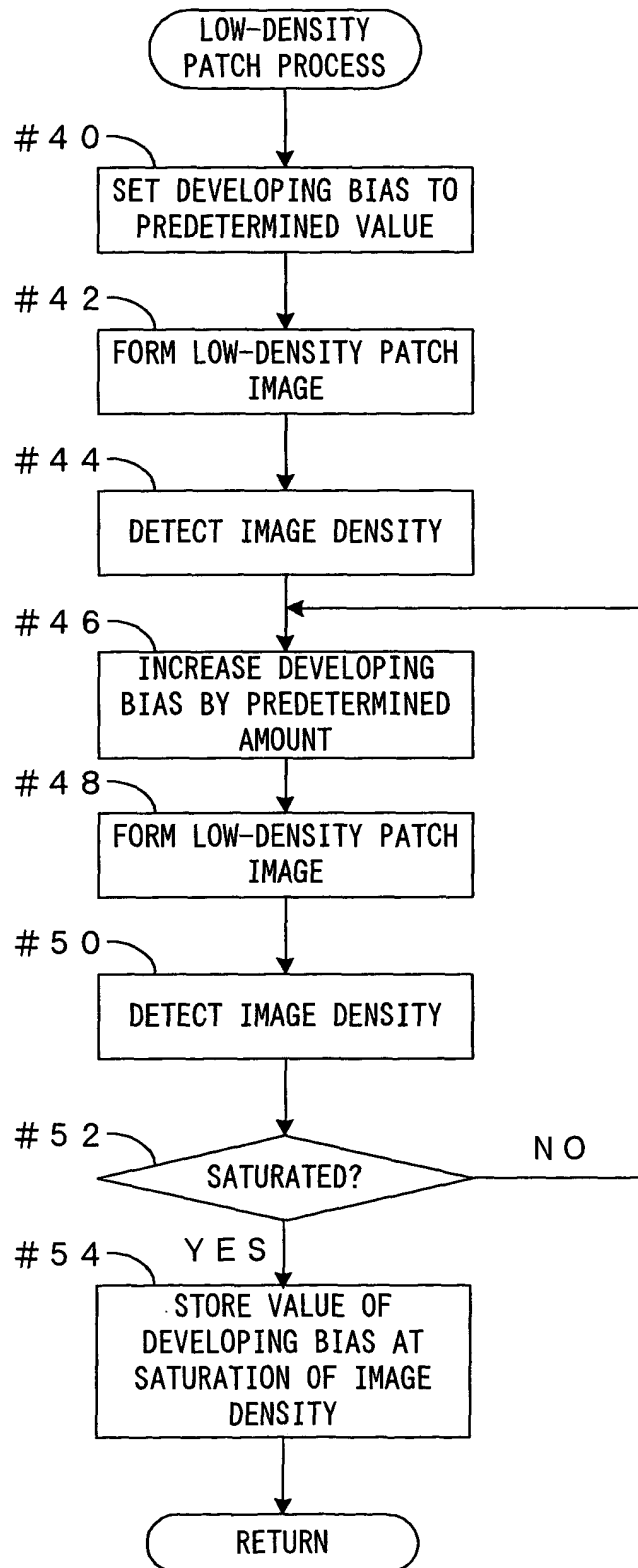 LOW-DENSITY
PATCH PROCESS
#40
SET DEVELOPING BIAS TO
PREDETERMINED VALUE
#42
FORM LOW-DENSITY PATCH
IMAGE
#44
DETECT IMAGE DENSITY
#46
INCREASE DEVELOPING
BIAS BY PREDETERMINED
AMOUNT
#48
FORM LOW-DENSITY PATCH
IMAGE
#50
DETECT IMAGE DENSITY
#52
SATURATED?
NO
YES
#54
STORE VALUE OF
DEVELOPING BIAS AT
SATURATION OF IMAGE
DENSITY
RETURN